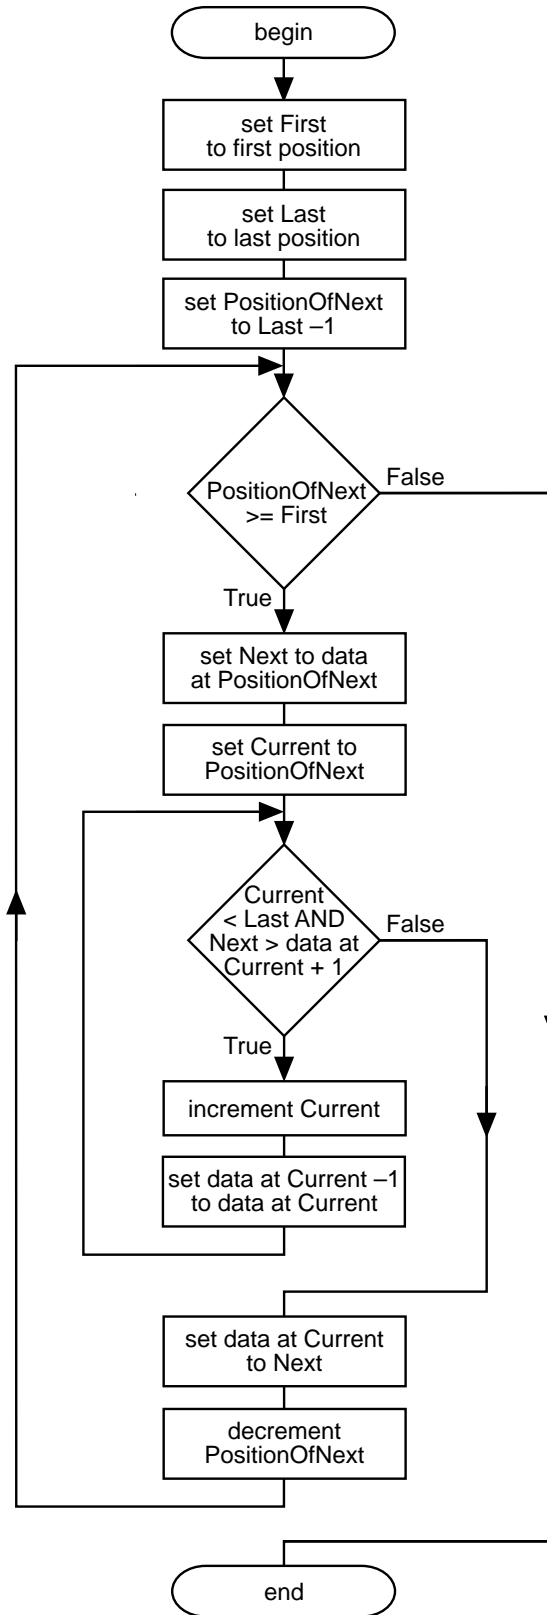 begin
set First
to first position
set Last
to last position
set PositionOfNext
to Last –1
PositionOfNext
>= First
False
True
set Next to data
at PositionOfNext
set Current to
PositionOfNext
Current
< Last AND
Next > data at
Current + 1
False
True
increment Current
set data at Current –1
to data at Current
set data at Current
to Next
decrement
PositionOfNext
end